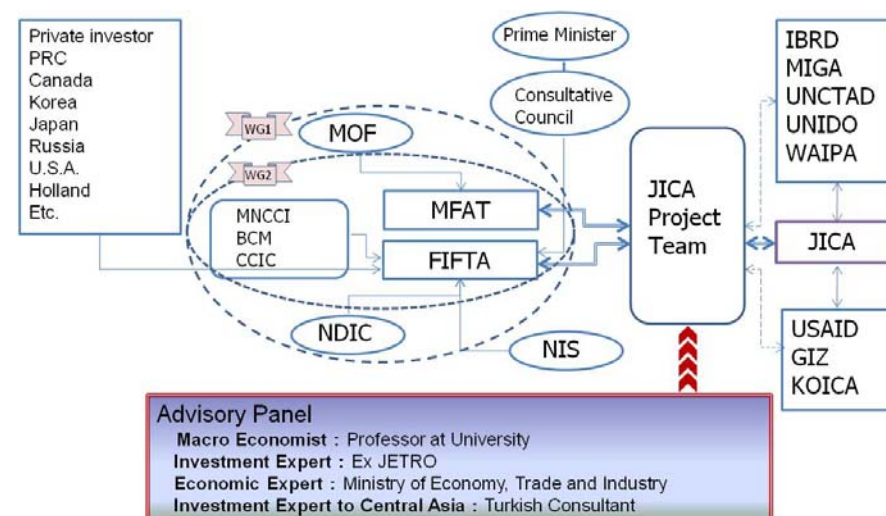 Private investor
PRC
Canada
Korea
Japan
Russia
U.S.A.
Holland
Etc.
WG1
MOF
WG2
MNCCI
BCM
CCIC
MFAT
FIFTA
NDIC
NIS
Prime Minister
Consultative
Council
JICA
Project
Team
IBRD
MIGA
UNCTAD
UNIDO
WAIPA
JICA
USAID
GIZ
KOICA
Advisory Panel
Macro Economist : Professor at University
Investment Expert : Ex JETRO
Economic Expert : Ministry of Economy, Trade and Industry
Investment Expert to Central Asia : Turkish Consultant